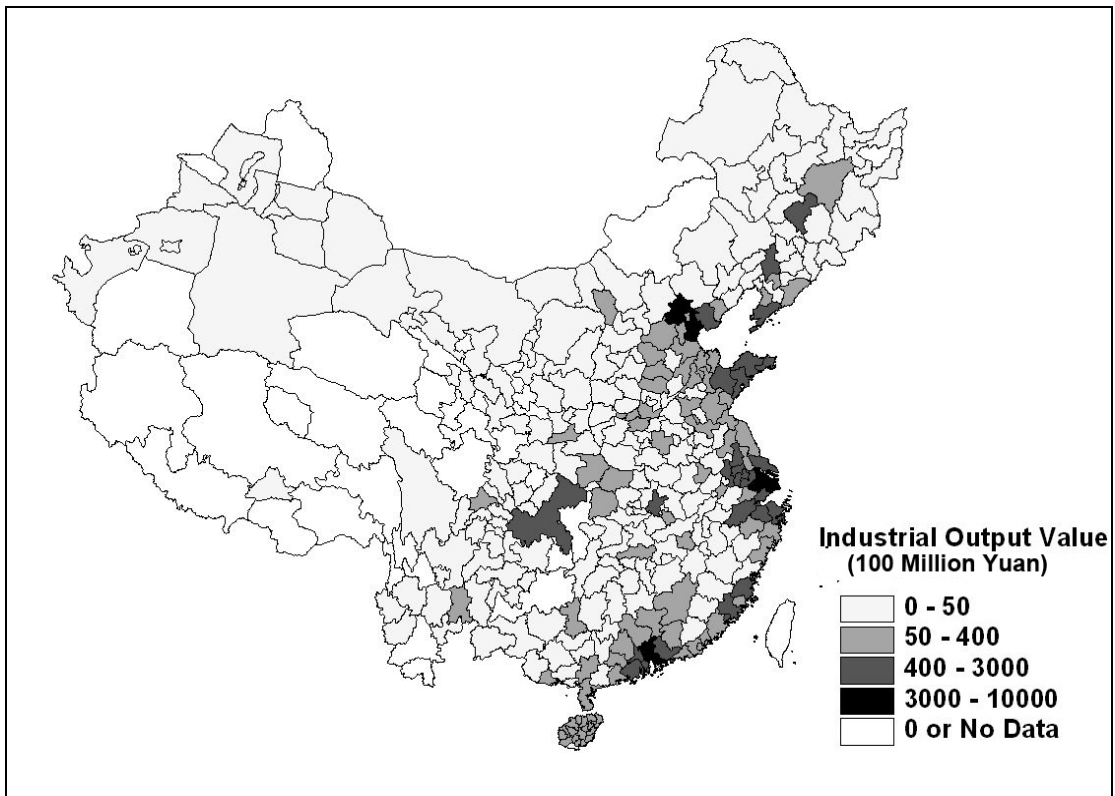 Industrial Output Value
(100 Million Yuan)
0 - 50
50 - 400
400 - 3000
3000 - 10000
0 or No Data